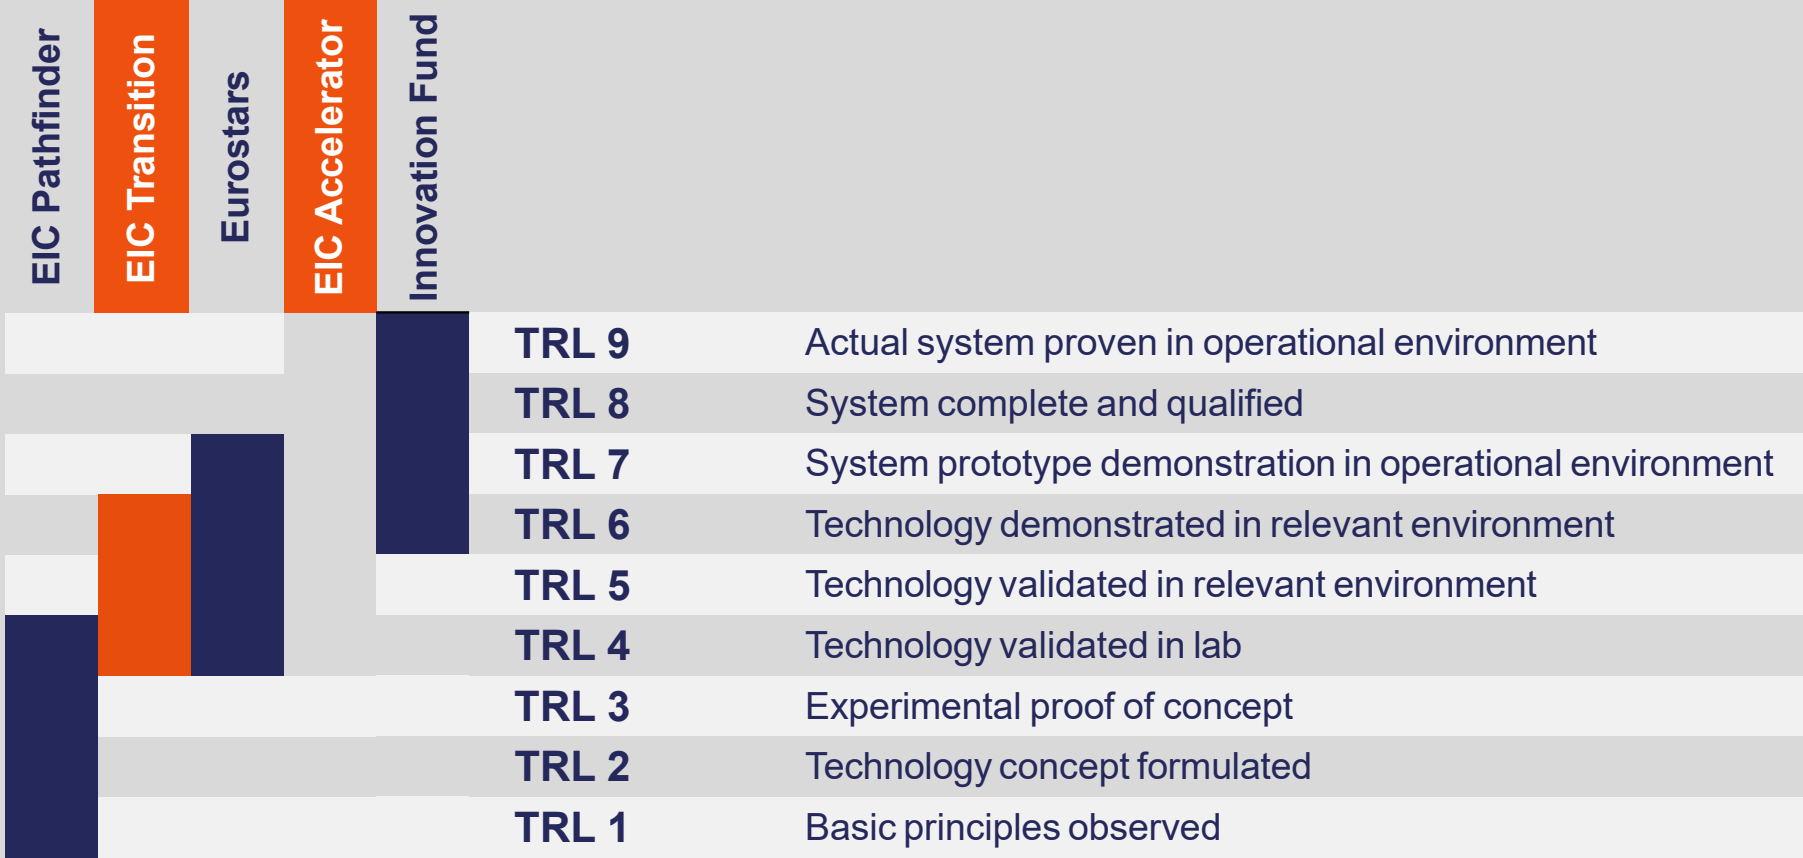 EIC Pathfinder
EIC Transition
Eurostars
EIC Accelerator
Innovation Fund
TRL 9 Actual system proven in operational environment
TRL 8 System complete and qualified
TRL 7 System prototype demonstration in operational environment
TRL 6 Technology demonstrated in relevant environment
TRL 5 Technology validated in relevant environment
TRL 4 Technology validated in lab
TRL 3 Experimental proof of concept
TRL 2 Technology concept formulated
TRL 1 Basic principles observed